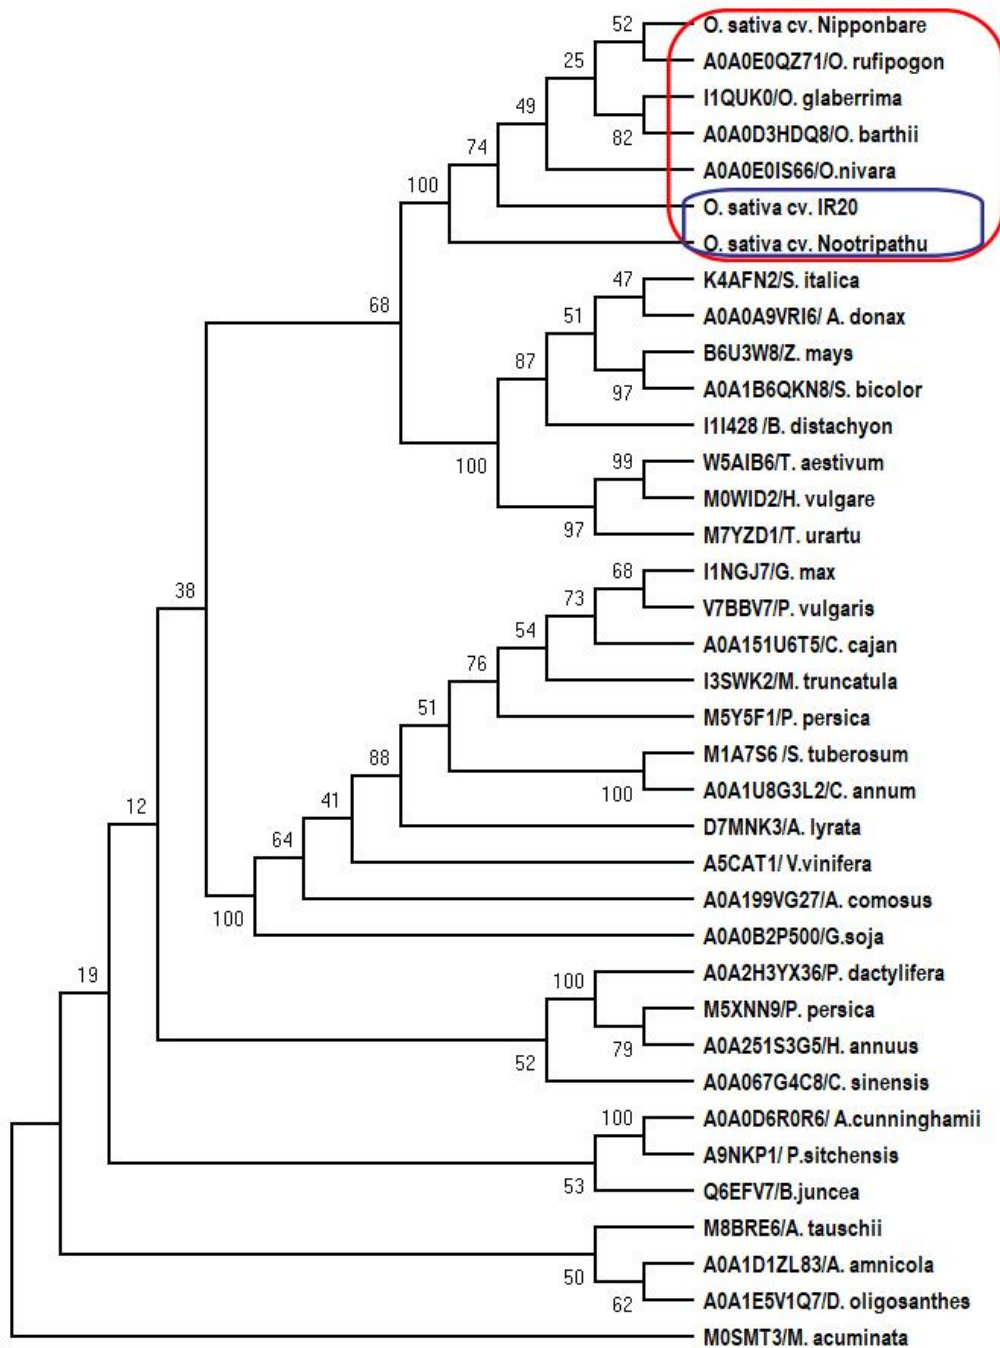 52 O. sativa cv. Nipponbare
25 A0A0E0QZ71/O. rufipogon
49 I1QUK0/O. glaberrima
82 A0A0D3HDQ8/O. barthii
74 A0A0E0IS66/O.nivara
100 O. sativa cv. IR20
O. sativa cv. Nootripathu
47 K4AFN2/S. italica
68 51 A0A0A9VRI6/ A. donax
87 B6U3W8/Z. mays
97 A0A1B6QKN8/S. bicolor
I1I428 /B. distachyon
100 99 W5AIB6/T. aestivum
M0WID2/H. vulgare
97 M7YZD1/T. urartu
68 I1NGJ7/G. max
38 73 V7BBV7/P. vulgaris
54 A0A151U6T5/C. cajan
76 I3SWK2/M. truncatula
51 M5Y5F1/P. persica
88 M1A7S6 /S. tuberosum
100 A0A1U8G3L2/C. annum
12 41 D7MNK3/A. lyrata
64 A5CAT1/ V.vinifera
A0A199VG27/A. comosus
100 A0A0B2P500/G.soja
19 100 A0A2H3YX36/P. dactylifera
M5XNN9/P. persica
79 A0A251S3G5/H. annuus
52 A0A067G4C8/C. sinensis
100 A0A0D6R0R6/ A.cunninghamii
A9NKP1/ P.sitchensis
53 Q6EFV7/B.juncea
M8BRE6/A. tauschii
50 A0A1D1ZL83/A. amnicola
62 A0A1E5V1Q7/D. oligosanthes
M0SMT3/M. acuminata